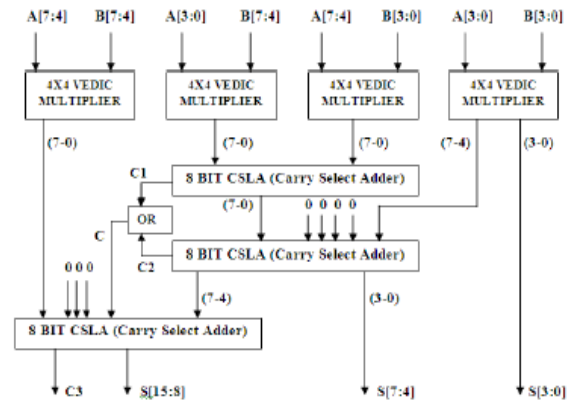 A[7:4] B[7:4] A[3:0] B[7:4] A[7:4] B[3:0] A[3:0] B[3:0]
4X4 VEDIC MULTIPLIER
4X4 VEDIC MULTIPLIER
4X4 VEDIC MULTIPLIER
4X4 VEDIC MULTIPLIER
(7-0) (7-0) (7-0) (7-4) (3-0)
C1
8 BIT CSLA (Carry Select Adder)
(7-0) 0 0 0 0
OR
C
C2
8 BIT CSLA (Carry Select Adder)
0 0 0
(7-4) (3-0)
8 BIT CSLA (Carry Select Adder)
C3 S[15:8] S[7:4] S[3:0]